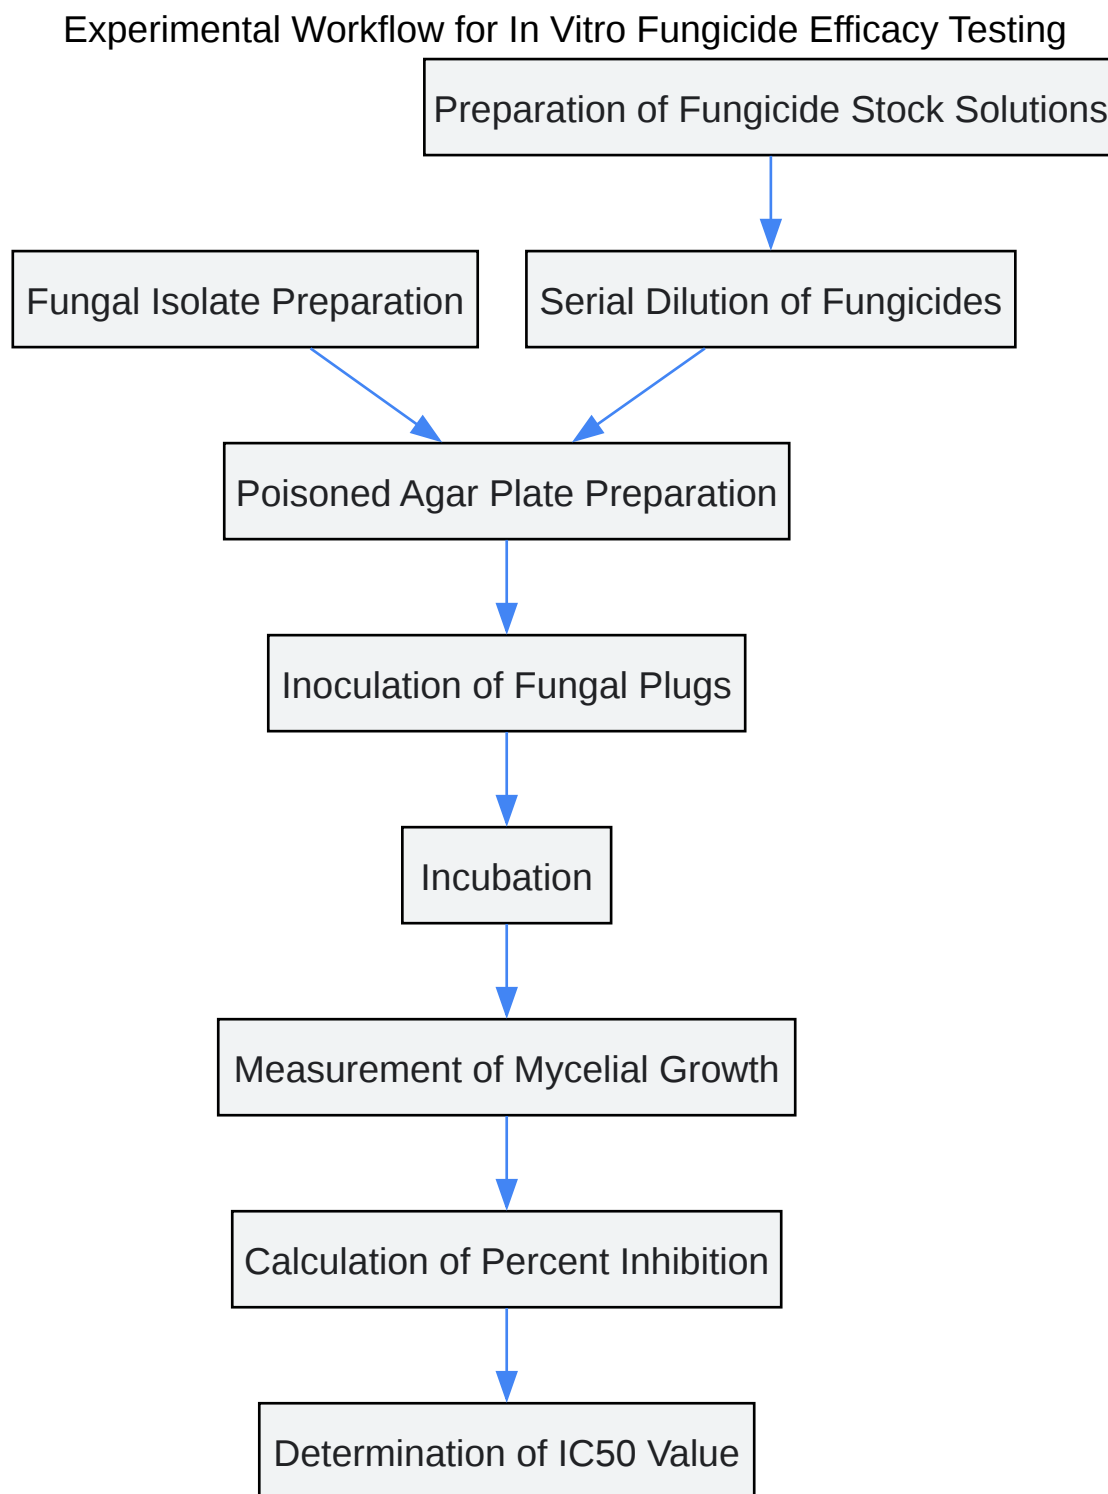 Experimental Workflow for In Vitro Fungicide Efficacy Testing
Preparation of Fungicide Stock Solutions
Fungal Isolate Preparation
Serial Dilution of Fungicides
Poisoned Agar Plate Preparation
Inoculation of Fungal Plugs
Incubation
Measurement of Mycelial Growth
Calculation of Percent Inhibition
Determination of IC50 Value